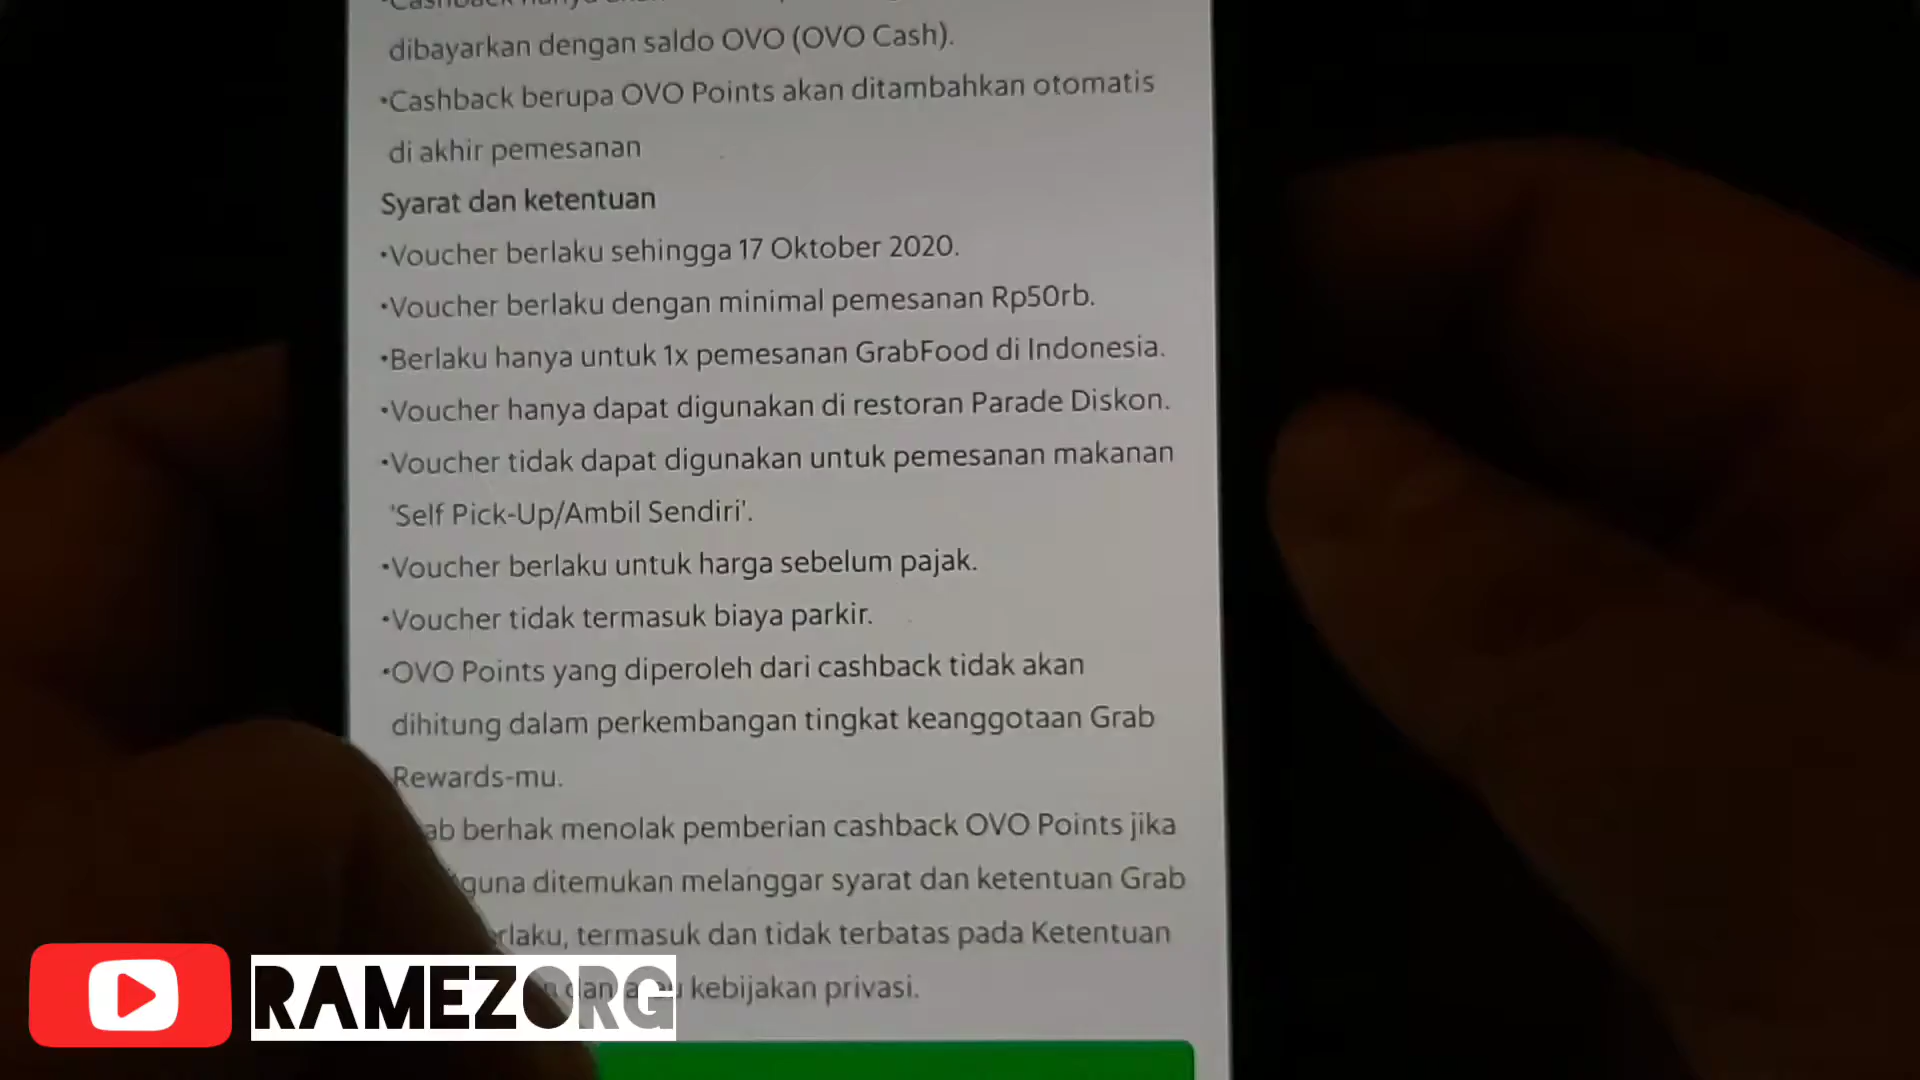 dibayarkan dengan saldo OVO (OVO Cash).
•Cashback berupa OVO Points akan ditambahkan otomatis
di akhir pemesanan
Syarat dan ketentuan
•Voucher berlaku sehingga 17 Oktober 2020.
•Voucher berlaku dengan minimal pemesanan Rp50rb.
•Berlaku hanya untuk 1x pemesanan GrabFood di Indonesia.
•Voucher hanya dapat digunakan di restoran Parade Diskon.
•Voucher tidak dapat digunakan untuk pemesanan makanan
'Self Pick-Up/Ambil Sendiri'.
•Voucher berlaku untuk harga sebelum pajak.
•Voucher tidak termasuk biaya parkir.
•OVO Points yang diperoleh dari cashback tidak akan
dihitung dalam perkembangan tingkat keanggotaan Grab
Rewards-mu.
berhak menolak pemberian cashback OVO Points jika
ditemukan melanggar syarat dan ketentuan Grab
termasuk dan tidak terbatas pada Ketentuan
dan kebijakan privasi.
RAMEZORG